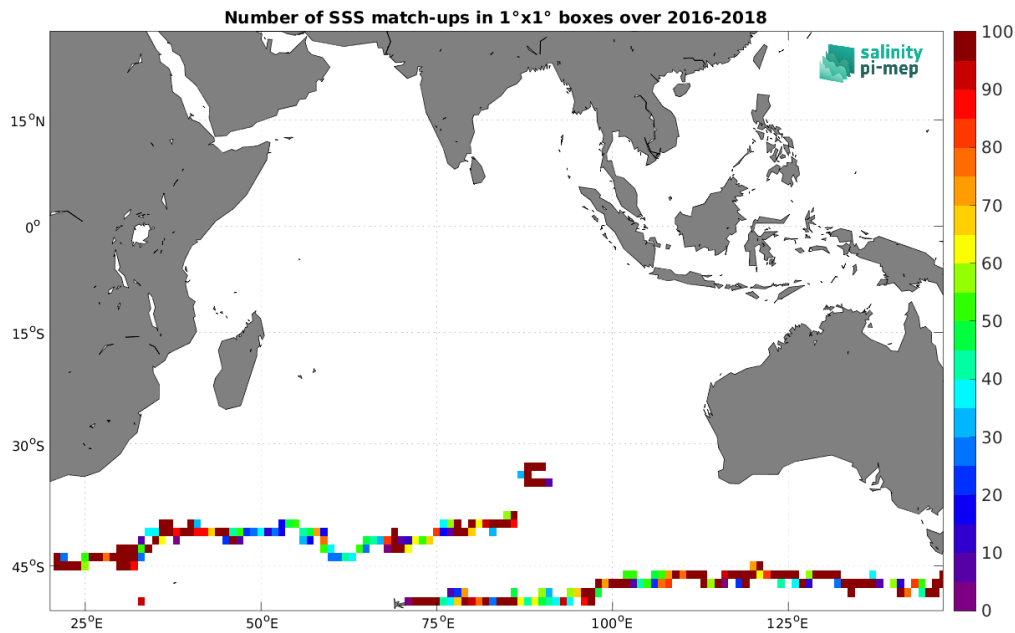 Number of SSS match-ups in 1°x1° boxes over 2016-2018
salinity
pi-mep
15°N
0°
15°S
30°S
45°S
25°E
50°E
75°E
100°E
125°E
100
90
80
70
60
50
40
30
20
10
0